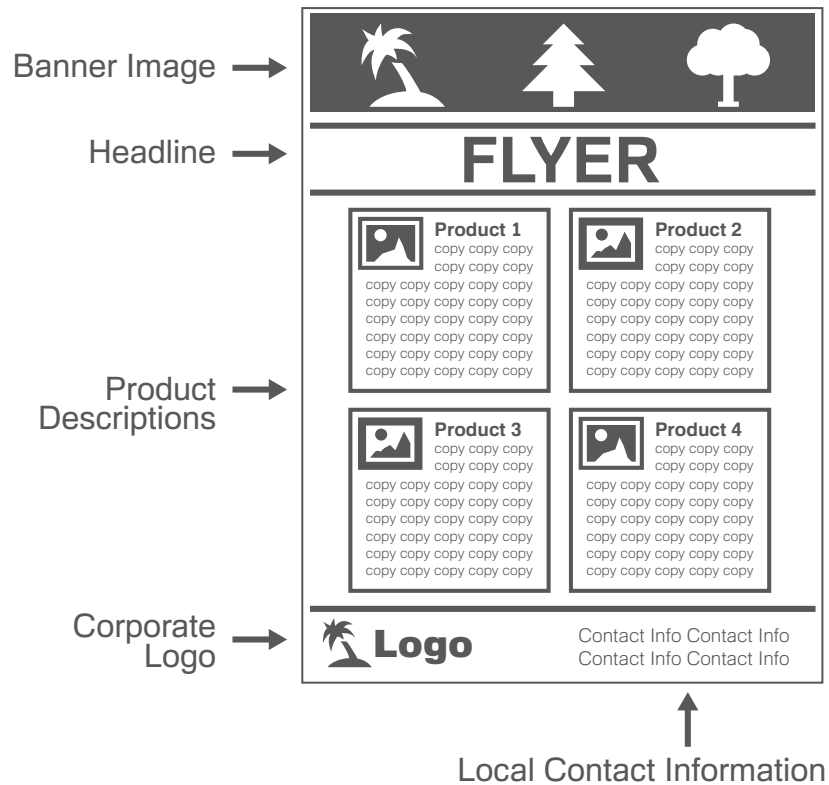 Banner Image
Headline
FLYER
Product 1
copy copy copy
copy copy copy
copy copy copy copy copy
copy copy copy copy copy
copy copy copy copy copy
copy copy copy copy copy
copy copy copy copy copy
copy copy copy copy copy
Product 2
copy copy copy
copy copy copy
copy copy copy copy copy
copy copy copy copy copy
copy copy copy copy copy
copy copy copy copy copy
copy copy copy copy copy
copy copy copy copy copy
Product
Descriptions
Product 3
copy copy copy
copy copy copy
copy copy copy copy copy
copy copy copy copy copy
copy copy copy copy copy
copy copy copy copy copy
copy copy copy copy copy
copy copy copy copy copy
Product 4
copy copy copy
copy copy copy
copy copy copy copy copy
copy copy copy copy copy
copy copy copy copy copy
copy copy copy copy copy
copy copy copy copy copy
copy copy copy copy copy
Corporate
Logo
Logo
Contact Info Contact Info
Contact Info Contact Info
Local Contact Information